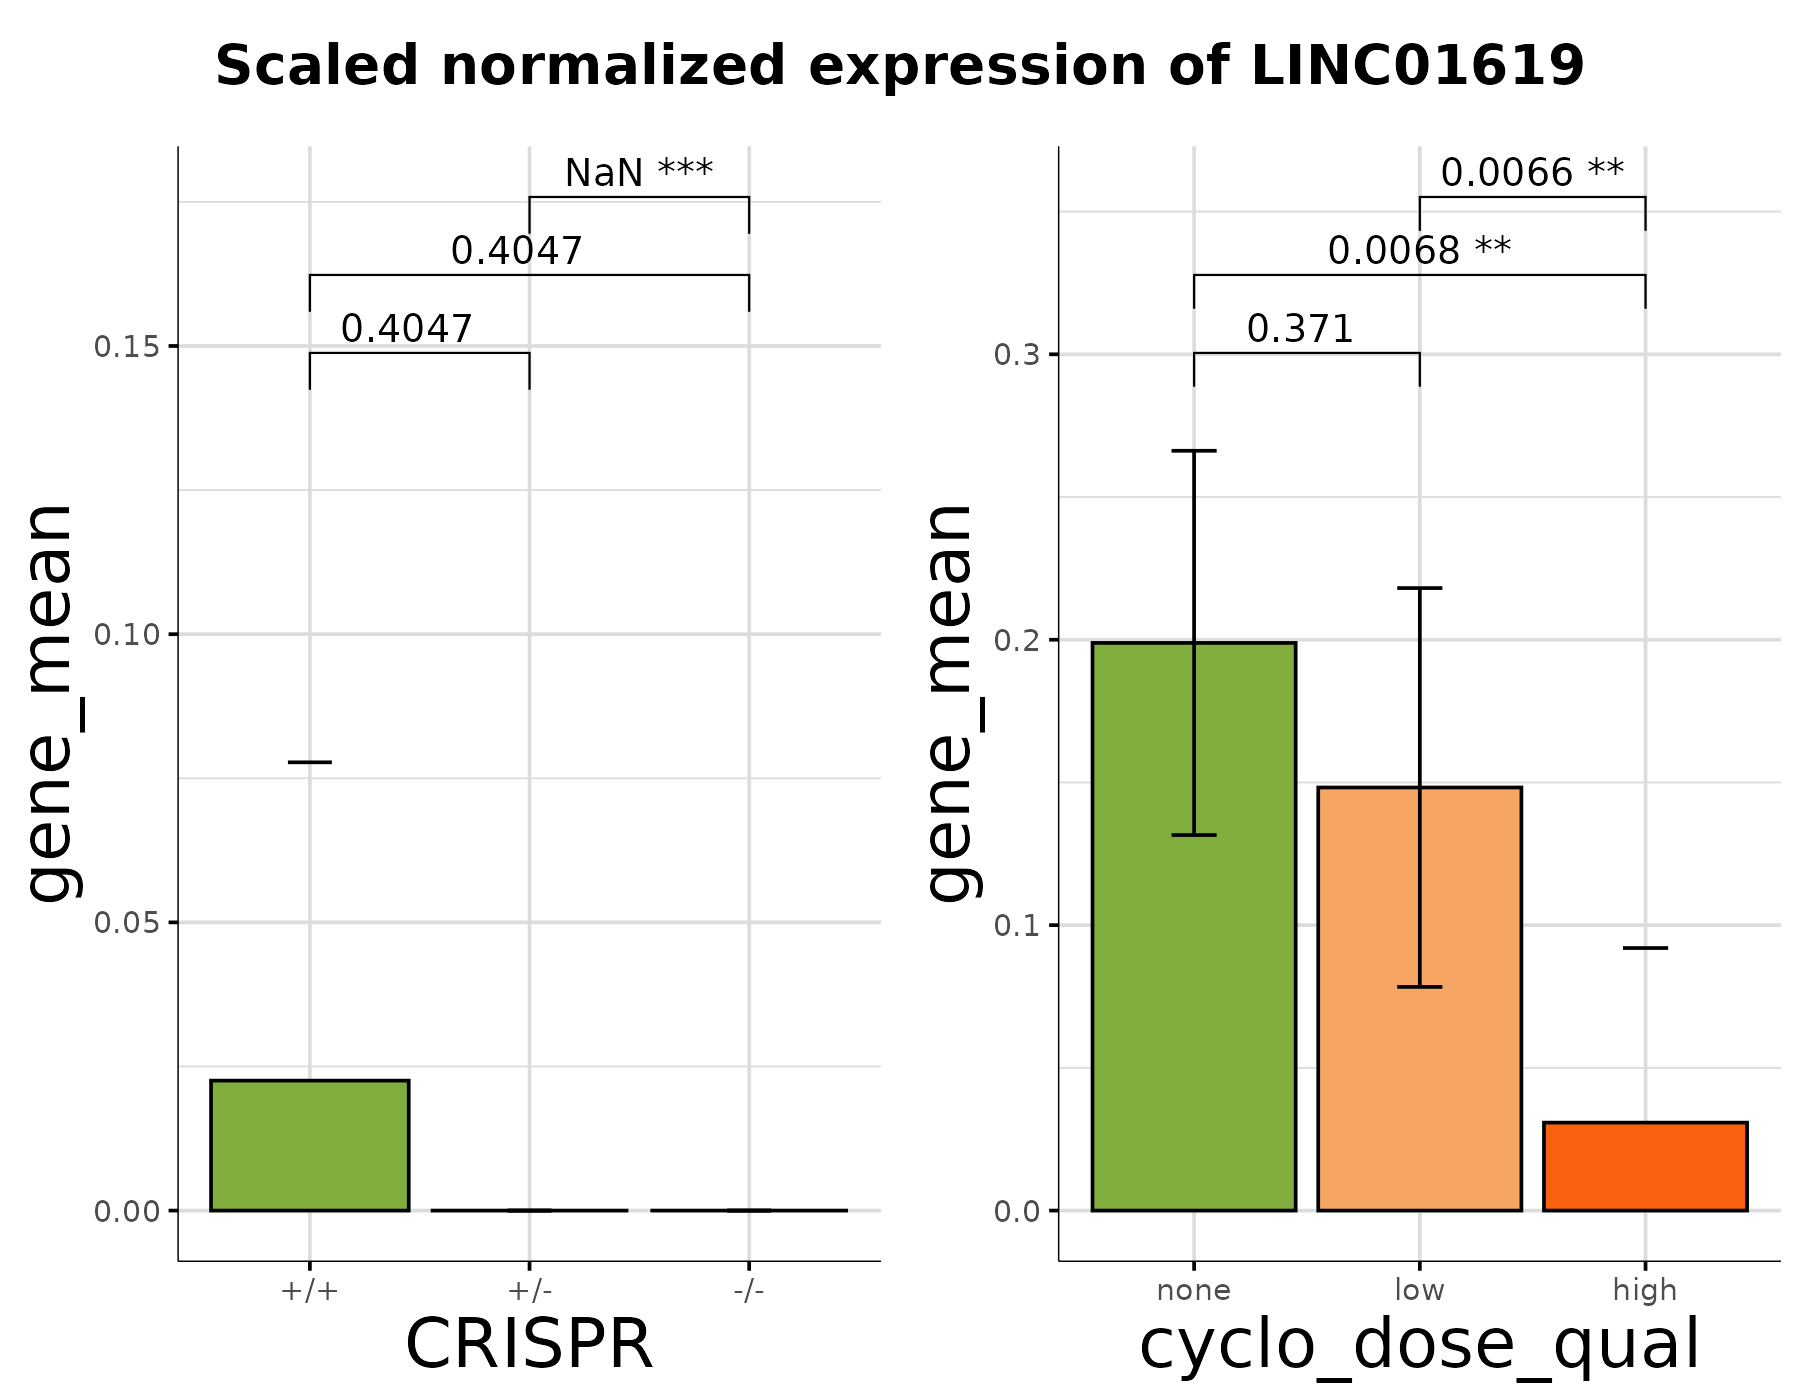 Scaled normalized expression of LINC01619
NaN ***
0.4047
0.4047
0.15
0.10
0.05
0.00
gene_mean
+/+ +/- -/-
CRISPR
0.0066 **
0.0068 **
0.371
0.3
0.2
0.1
0.0
gene_mean
none low high
cyclo_dose_qual